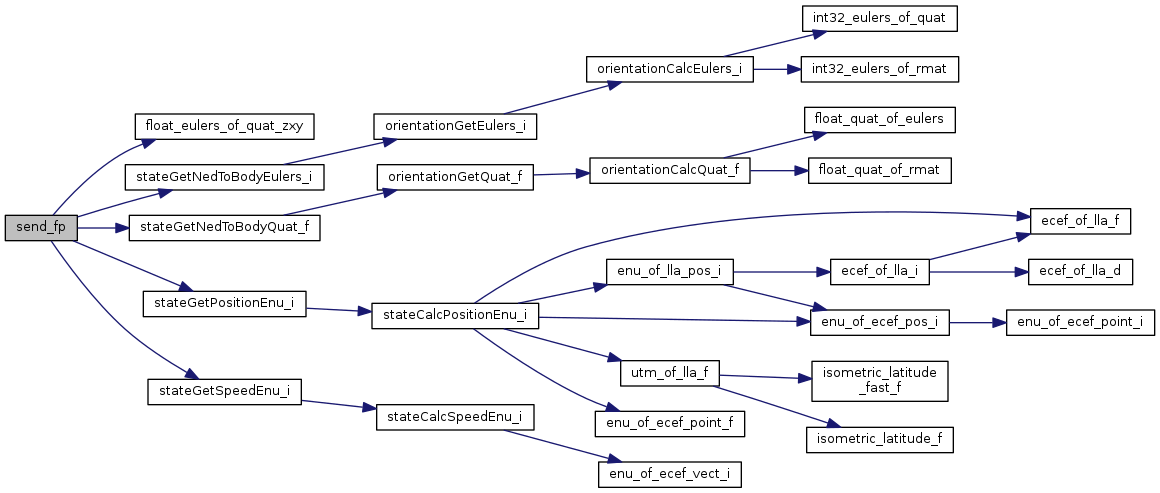 send_fp
float_eulers_of_quat_zxy
stateGetNedToBodyEulers_i
stateGetNedToBodyQuat_f
stateGetPositionEnu_i
stateGetSpeedEnu_i
orientationGetEulers_i
orientationGetQuat_f
stateCalcPositionEnu_i
stateCalcSpeedEnu_i
orientationCalcEulers_i
orientationCalcQuat_f
enu_of_lla_pos_i
utm_of_lla_f
enu_of_ecef_point_f
enu_of_ecef_vect_i
int32_eulers_of_quat
int32_eulers_of_rmat
float_quat_of_eulers
float_quat_of_rmat
ecef_of_lla_i
enu_of_ecef_pos_i
isometric_latitude
_fast_f
isometric_latitude_f
ecef_of_lla_f
ecef_of_lla_d
enu_of_ecef_point_i